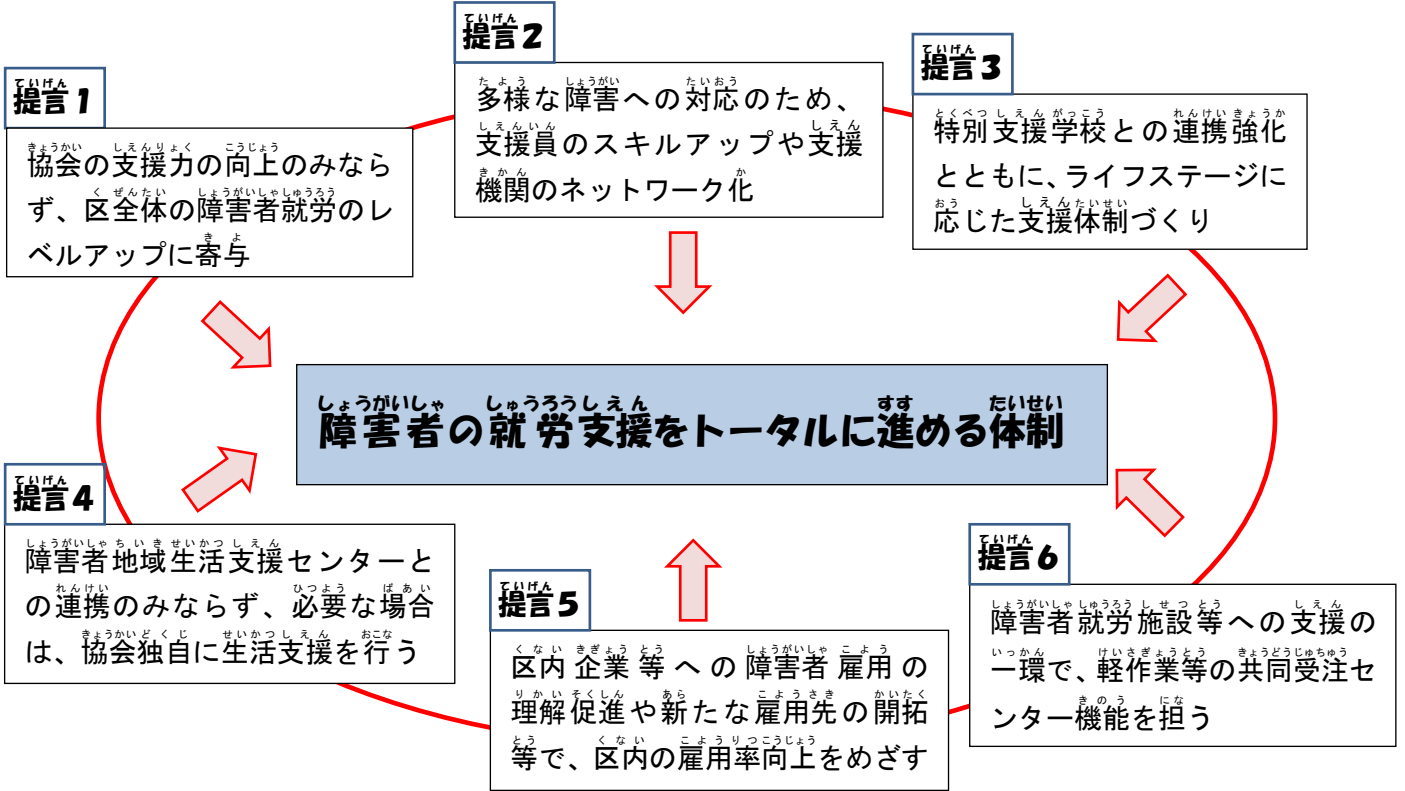 提言1
協会の支援力の向上のみなら
ず、区全体の障害者就労のレ
ベルアップに寄与
提言2
多様な障害への対応のため、
支援員のスキルアップや支援
機関のネットワーク化
提言3
特別支援学校との連携強化
とともに、ライフステージに
応じた支援体制づくり
障害者の就労支援をトータルに進める体制
提言4
障害者地域生活支援センターと
の連携のみならず、必要な場合
は、協会独自に生活支援を行う
提言5
区内企業等への障害者雇用の
理解促進や新たな雇用先の開拓
等で、区内の雇用率向上をめざす
提言6
障害者就労施設等への支援の
一環で、軽作業等の共同受注セ
ンター機能を担う